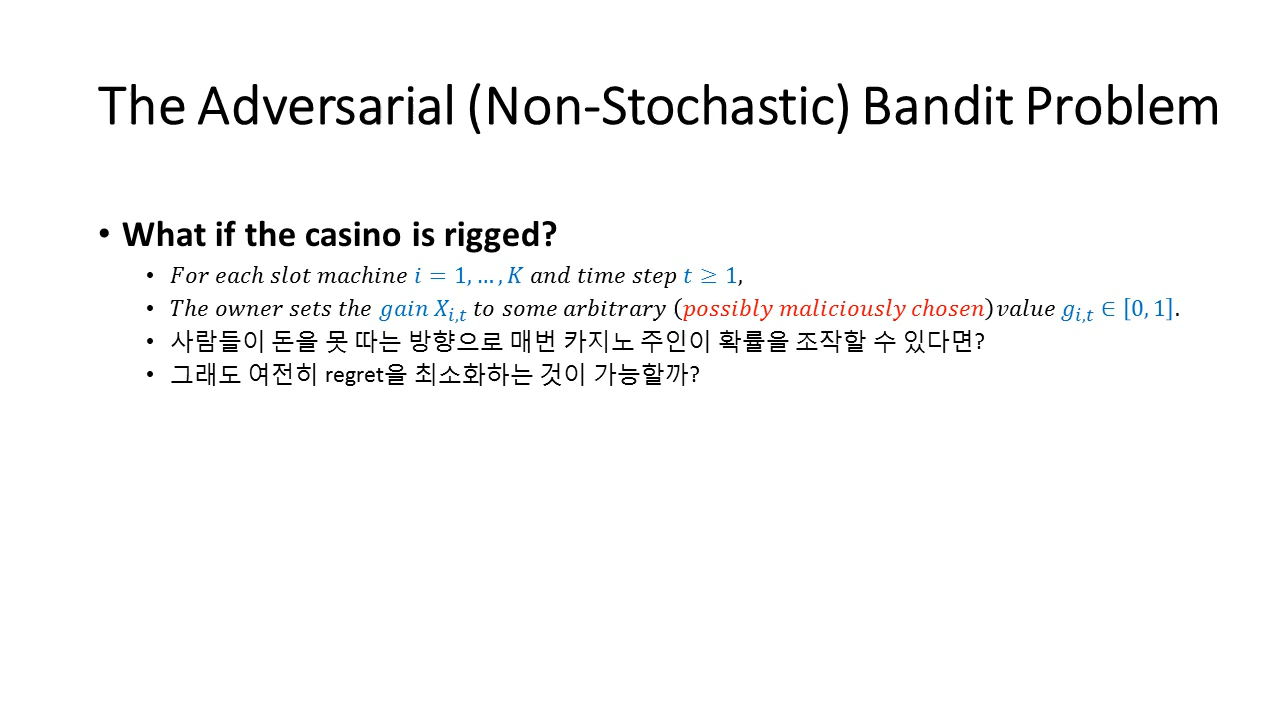 The Adversarial (Non-Stochastic) Bandit Problem
• What if the casino is rigged?
• For each slot machine i = 1, … , K and time step t ≥ 1,
• The owner sets the gain X_{i,t} to some arbitrary (possibly maliciously chosen)value g_{i,t} ∈ [0, 1].
• 사람들이 돈을 못 따는 방향으로 매번 카지노 주인이 확률을 조작할 수 있다면?
• 그래도 여전히 regret을 최소화하는 것이 가능할까?